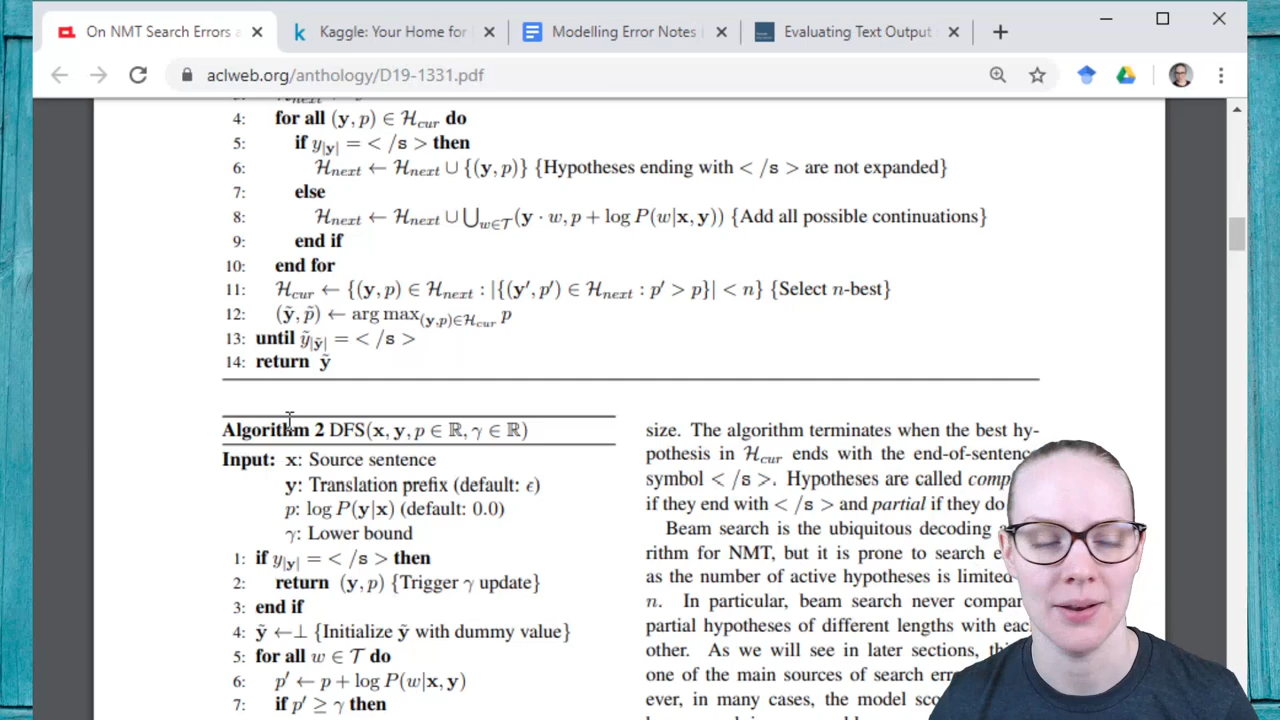 On NMT Search Errors a
Kaggle: Your Home for
Modelling Error Notes
Evaluating Text Output
aclweb.org/anthology/D19-1331.pdf
4: for all (y, p) ∈ H_cur do
5: if y_|y| = < /s > then
6: H_next ← H_next ∪ {(y, p)} {Hypotheses ending with < /s > are not expanded}
7: else
8: H_next ← H_next ∪ ⋃_{w∈T}(y · w, p + log P(w|x, y)) {Add all possible continuations}
9: end if
10: end for
11: H_cur ← {(y, p) ∈ H_next : |{(y′, p′) ∈ H_next : p′ > p}| < n} {Select n-best}
12: (ỹ, p̃) ← arg max_{(y,p)∈H_cur} p
13: until ỹ_|ỹ| = < /s >
14: return ỹ
Algorithm 2 DFS(x, y, p ∈ ℝ, γ ∈ ℝ)
Input: x: Source sentence
y: Translation prefix (default: ϵ)
p: log P(y|x) (default: 0.0)
γ: Lower bound
1: if y_|y| = < /s > then
2: return (y, p) {Trigger γ update}
3: end if
4: ỹ ←⊥ {Initialize ỹ with dummy value}
5: for all w ∈ T do
6: p′ ← p + log P(w|x, y)
7: if p′ ≥ γ then
size. The algorithm terminates when the best hy-
pothesis in H_cur ends with the end-of-sentenc
symbol < /s >. Hypotheses are called comp
if they end with < /s > and partial if they do
Beam search is the ubiquitous decoding a
rithm for NMT, but it is prone to search e
as the number of active hypotheses is limited
n. In particular, beam search never compar
partial hypotheses of different lengths with eac
other. As we will see in later sections, thi
one of the main sources of search err
ever, in many cases, the model sco